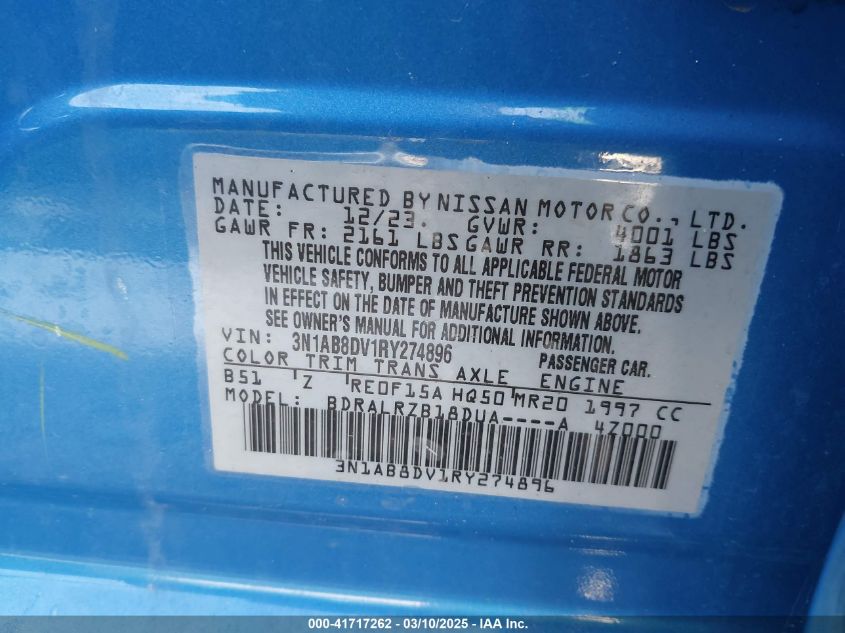 MANUFACTURED BY NISSAN MOTOR CO., LTD.
DATE: 12/23. GVWR: 4001 LBS
GAWR FR: 2161 LBS GAWR RR: 1863 LBS
THIS VEHICLE CONFORMS TO ALL APPLICABLE FEDERAL MOTOR
VEHICLE SAFETY, BUMPER AND THEFT PREVENTION STANDARDS
IN EFFECT ON THE DATE OF MANUFACTURE SHOWN ABOVE.
SEE OWNER'S MANUAL FOR ADDITIONAL INFORMATION.
VIN: 3N1AB8DV1RY274896 PASSENGER CAR.
COLOR TRIM TRANS AXLE ENGINE
B51 Z RE0F15A HQ50 MR20 1997 CC
MODEL: BDRALRZB18DUA----A 4Z000
3N1AB8DV1RY274896
000-41717262 - 03/10/2025 - IAA Inc.